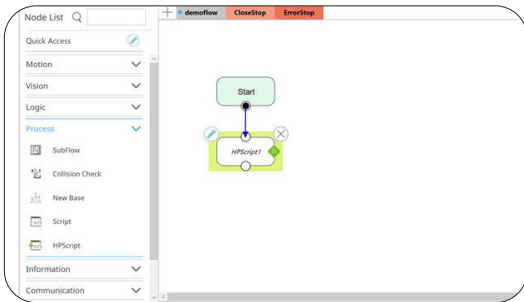 Node List
+ demoflow CloseStop ErrorStop
Quick Access
Motion
Vision
Logic
Process
SubFlow
Collision Check
New Base
Script
HPScript
Information
Communication
Start
HPScript1